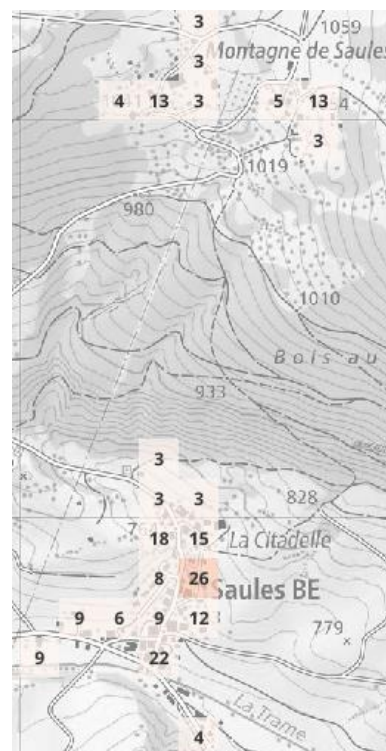 3 1059
3 Montagne de Saules
4 13 3 5 13
3
1019
980
1010
Bois au
933
3
3 3 828
18 15 La Citadelle
8 26 Saules BE
9 6 9 12 779
9 22
La Trame
4